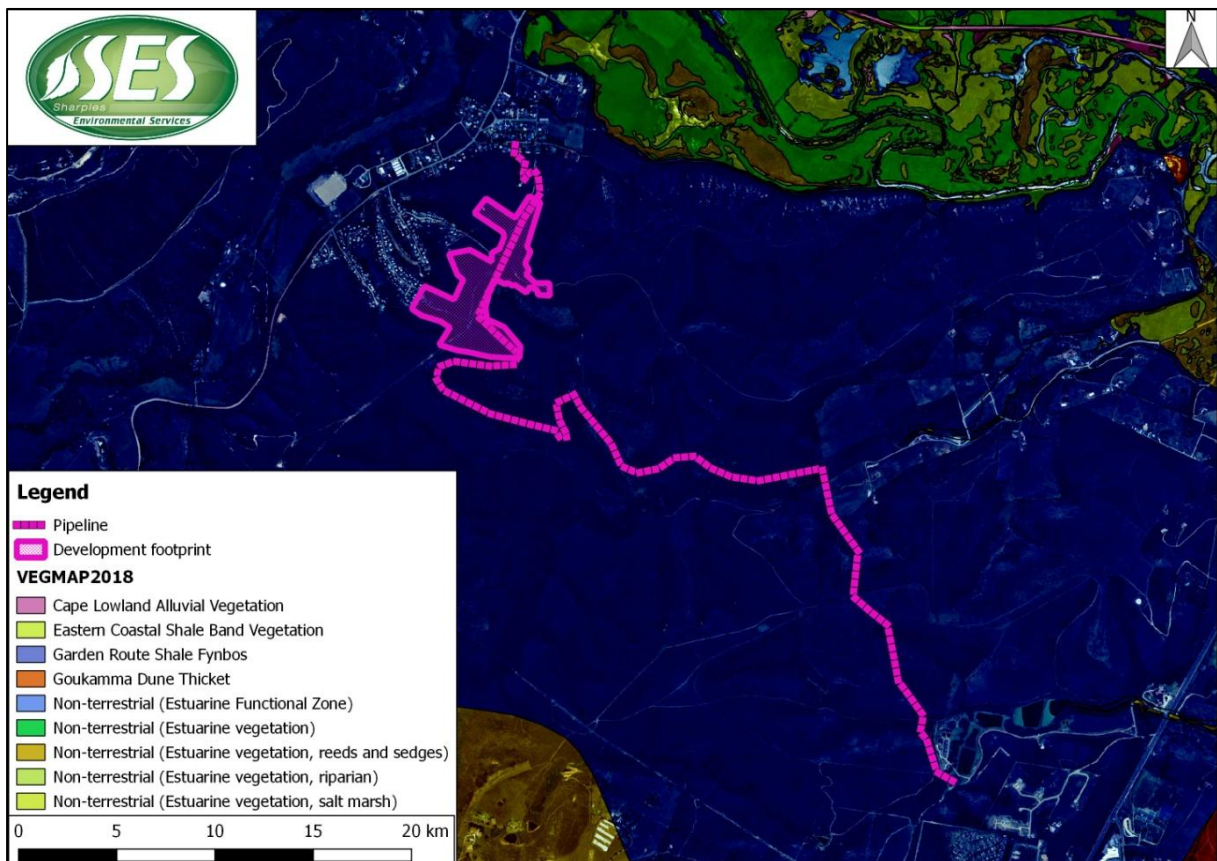 SES
Sharples
Environmental Services
N
Legend
Pipeline
Development footprint
VEGMAP2018
Cape Lowland Alluvial Vegetation
Eastern Coastal Shale Band Vegetation
Garden Route Shale Fynbos
Goukamma Dune Thicket
Non-terrestrial (Estuarine Functional Zone)
Non-terrestrial (Estuarine vegetation)
Non-terrestrial (Estuarine vegetation, reeds and sedges)
Non-terrestrial (Estuarine vegetation, riparian)
Non-terrestrial (Estuarine vegetation, salt marsh)
0 5 10 15 20 km